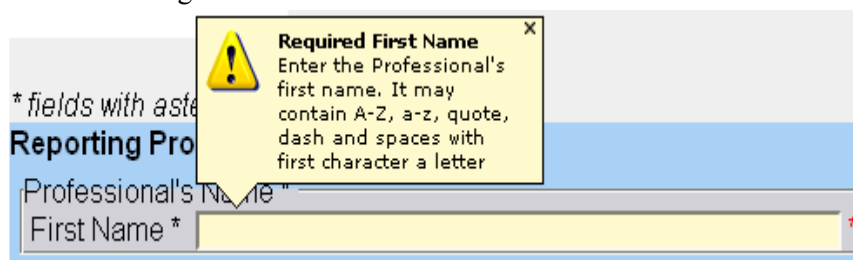 Required First Name x
Enter the Professional's
first name. It may
contain A-Z, a-z, quote,
dash and spaces with
first character a letter
* fields with aste
Reporting Pro
Professional's Name *
First Name * *